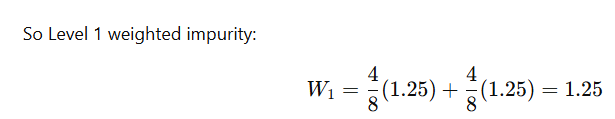 So Level 1 weighted impurity:
W₁ = 4/8(1.25) + 4/8(1.25) = 1.25